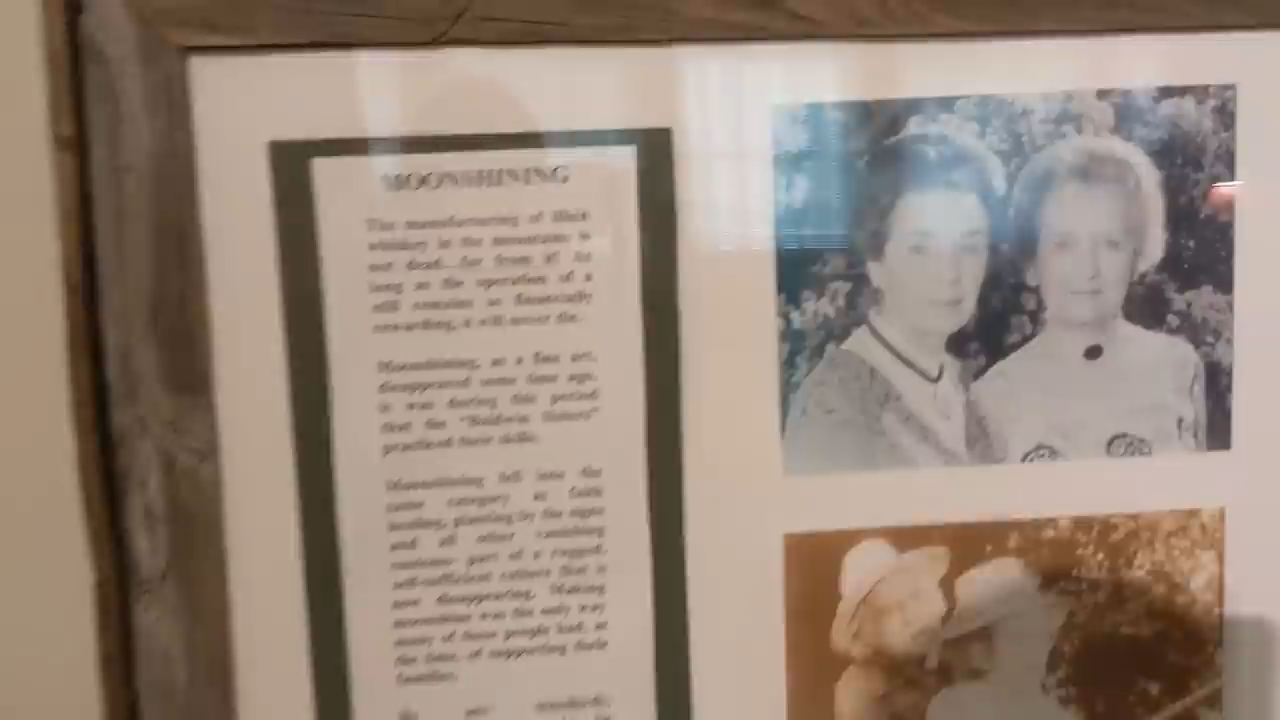 MOONSHINING
The manufacturing of illicit
whiskey in the mountains is
not dead...far from it! As
long as the operation of a
still remains so financially
rewarding, it will never die.
Moonshining, as a fine art,
disappeared some time ago.
It was during this period
that the "Baldwin Sisters"
practiced their skills.
Moonshining fell into the
same category as faith
healing, planting by the signs
and all other vanishing
customs- part of a rugged,
self-sufficient culture that is
now disappearing. Making
moonshine was the only way
many of these people had, at
the time, of supporting their
families.